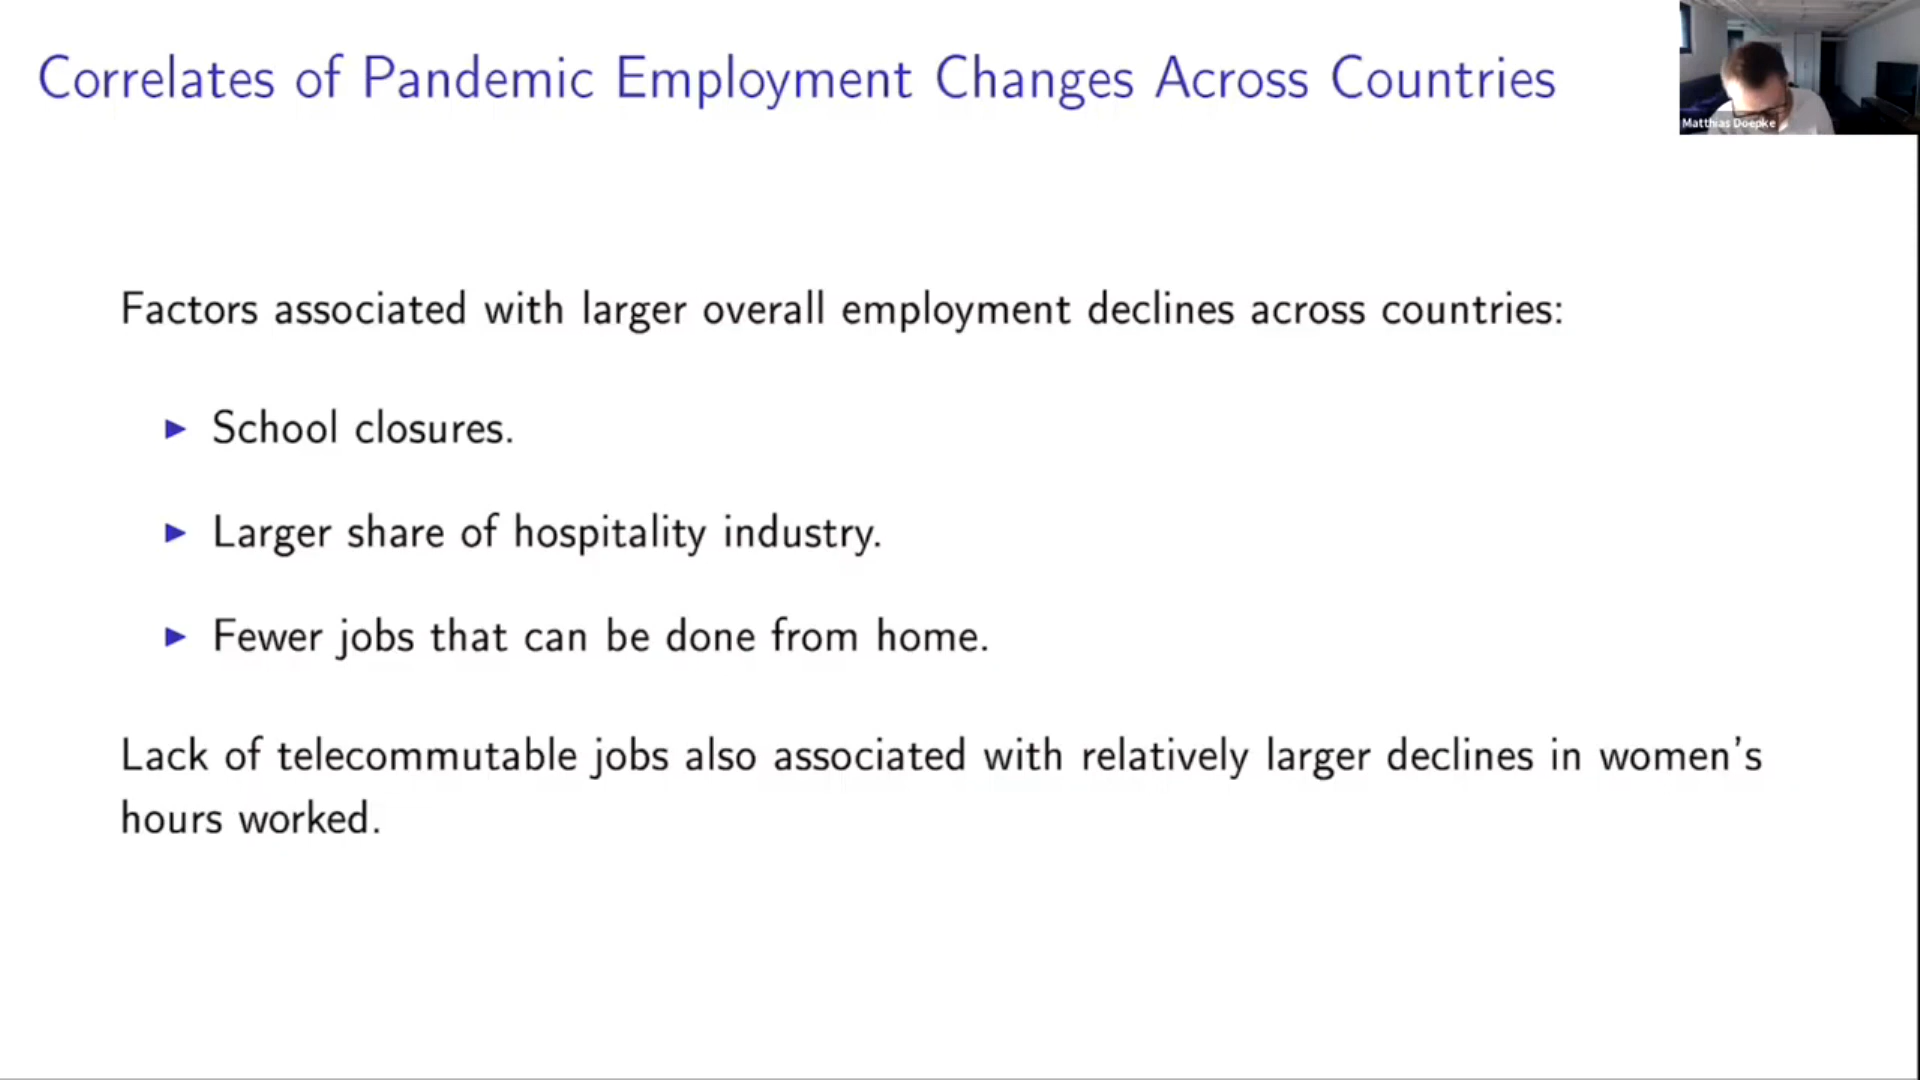 Correlates of Pandemic Employment Changes Across Countries
Matthias Doepke
Factors associated with larger overall employment declines across countries:
▶ School closures.
▶ Larger share of hospitality industry.
▶ Fewer jobs that can be done from home.
Lack of telecommutable jobs also associated with relatively larger declines in women’s
hours worked.